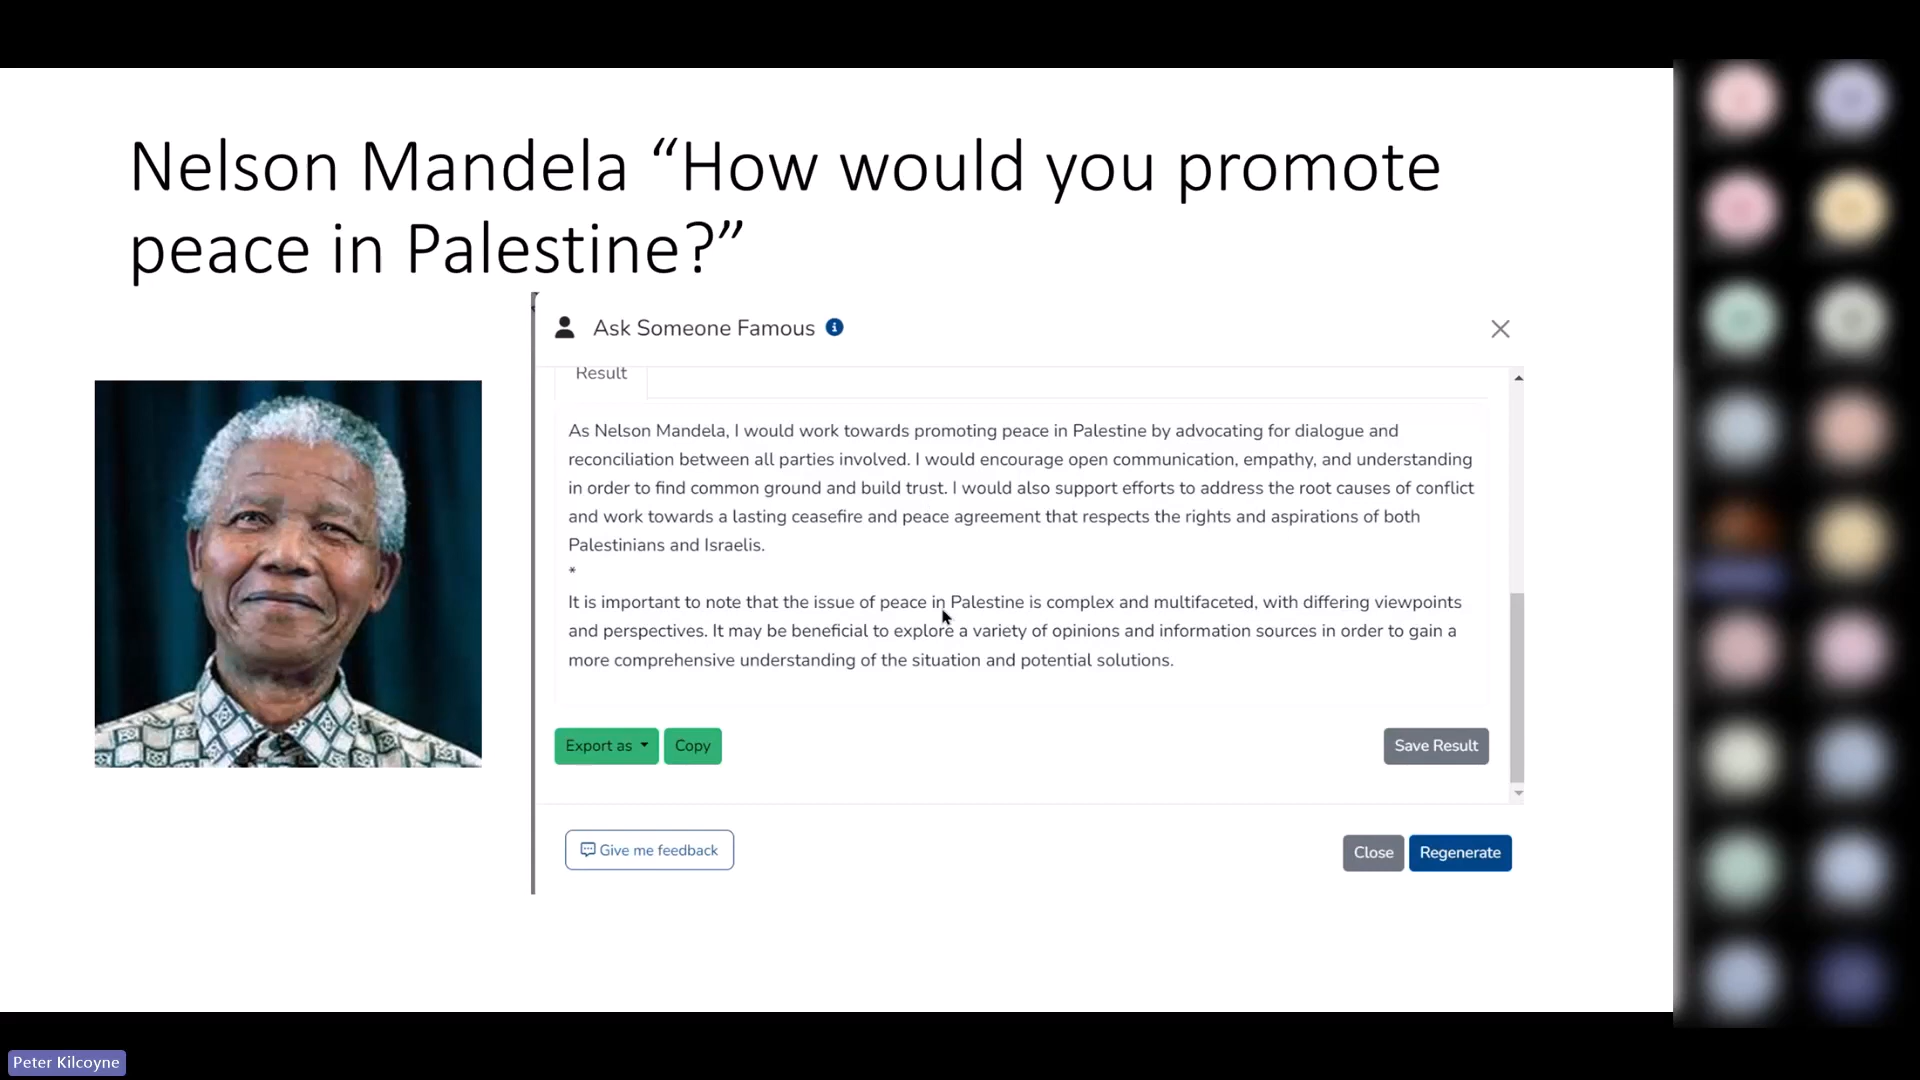 Nelson Mandela “How would you promote
peace in Palestine?”
Ask Someone Famous
Result
As Nelson Mandela, I would work towards promoting peace in Palestine by advocating for dialogue and
reconciliation between all parties involved. I would encourage open communication, empathy, and understanding
in order to find common ground and build trust. I would also support efforts to address the root causes of conflict
and work towards a lasting ceasefire and peace agreement that respects the rights and aspirations of both
Palestinians and Israelis.
*
It is important to note that the issue of peace in Palestine is complex and multifaceted, with differing viewpoints
and perspectives. It may be beneficial to explore a variety of opinions and information sources in order to gain a
more comprehensive understanding of the situation and potential solutions.
Export as Copy Save Result
Give me feedback Close Regenerate
Peter Kilcoyne